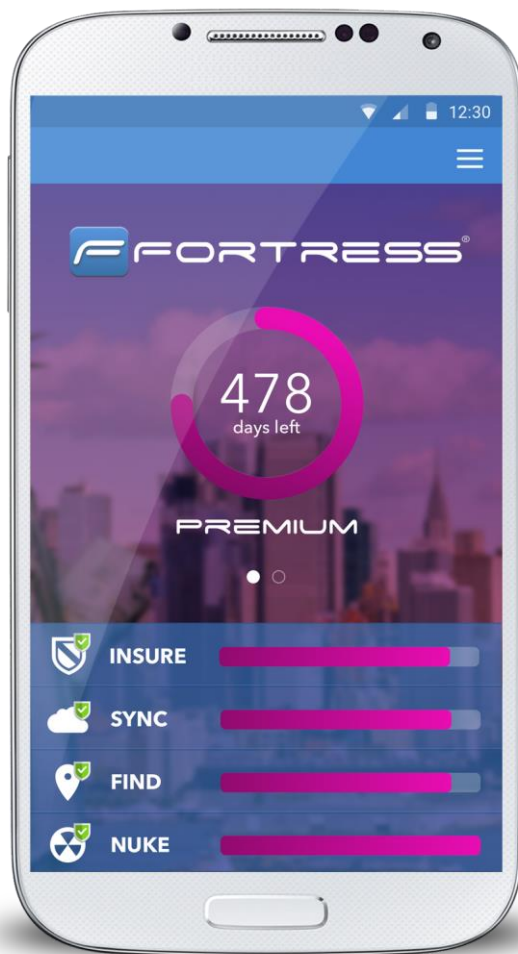 12:30
FORTRESS®
478
days left
PREMIUM
INSURE
SYNC
FIND
NUKE